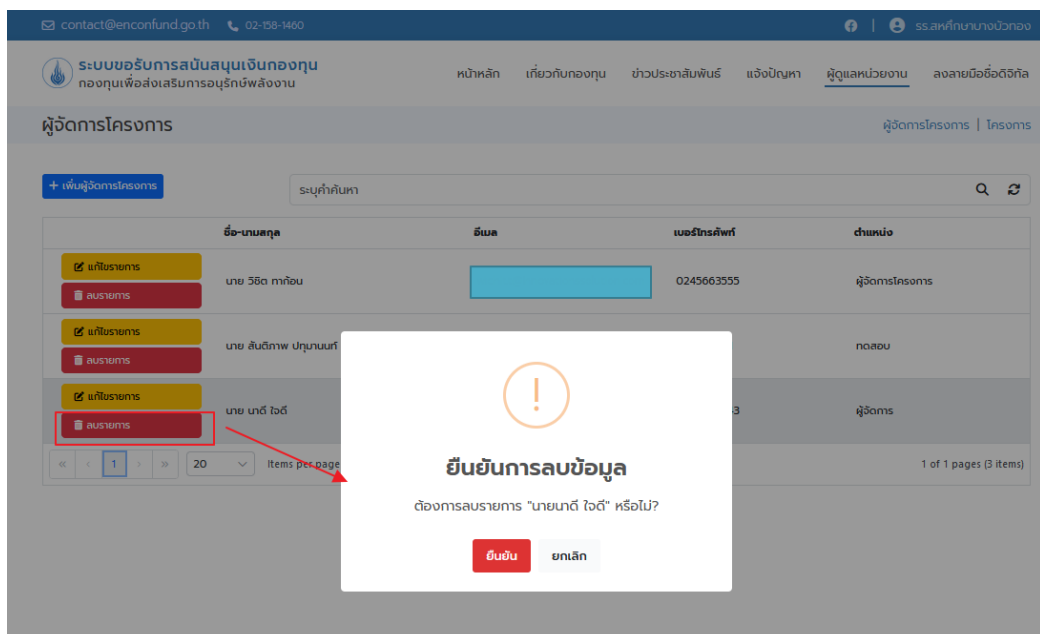 contact@enconfund.go.th 02-158-1460 | รร.สหศึกษาบางบัวทอง
ระบบขอรับการสนับสนุนเงินกองทุน
กองทุนเพื่อส่งเสริมการอนุรักษ์พลังงาน
หน้าหลัก เกี่ยวกับกองทุน ข่าวประชาสัมพันธ์ แจ้งปัญหา ผู้ดูแลหน่วยงาน ลงลายมือชื่อดิจิทัล
ผู้จัดการโครงการ
ผู้จัดการโครงการ | โครงการ
+ เพิ่มผู้จัดการโครงการ
ระบุคำค้นหา
ชื่อ-นามสกุล อีเมล เบอร์โทรศัพท์ ตำแหน่ง
แก้ไขรายการ
ลบรายการ
นาย วิชิต ทาก้อน 0245663555 ผู้จัดการโครงการ
แก้ไขรายการ
ลบรายการ
นาย สันติภาพ ปทุมานนท์ ทดสอบ
แก้ไขรายการ
ลบรายการ
นาย นาดี ใจดี ผู้จัดการ
« < 1 > » 20 Items per page 1 of 1 pages (3 items)
!
ยืนยันการลบข้อมูล
ต้องการลบรายการ "นายนาดี ใจดี" หรือไม่?
ยืนยัน ยกเลิก